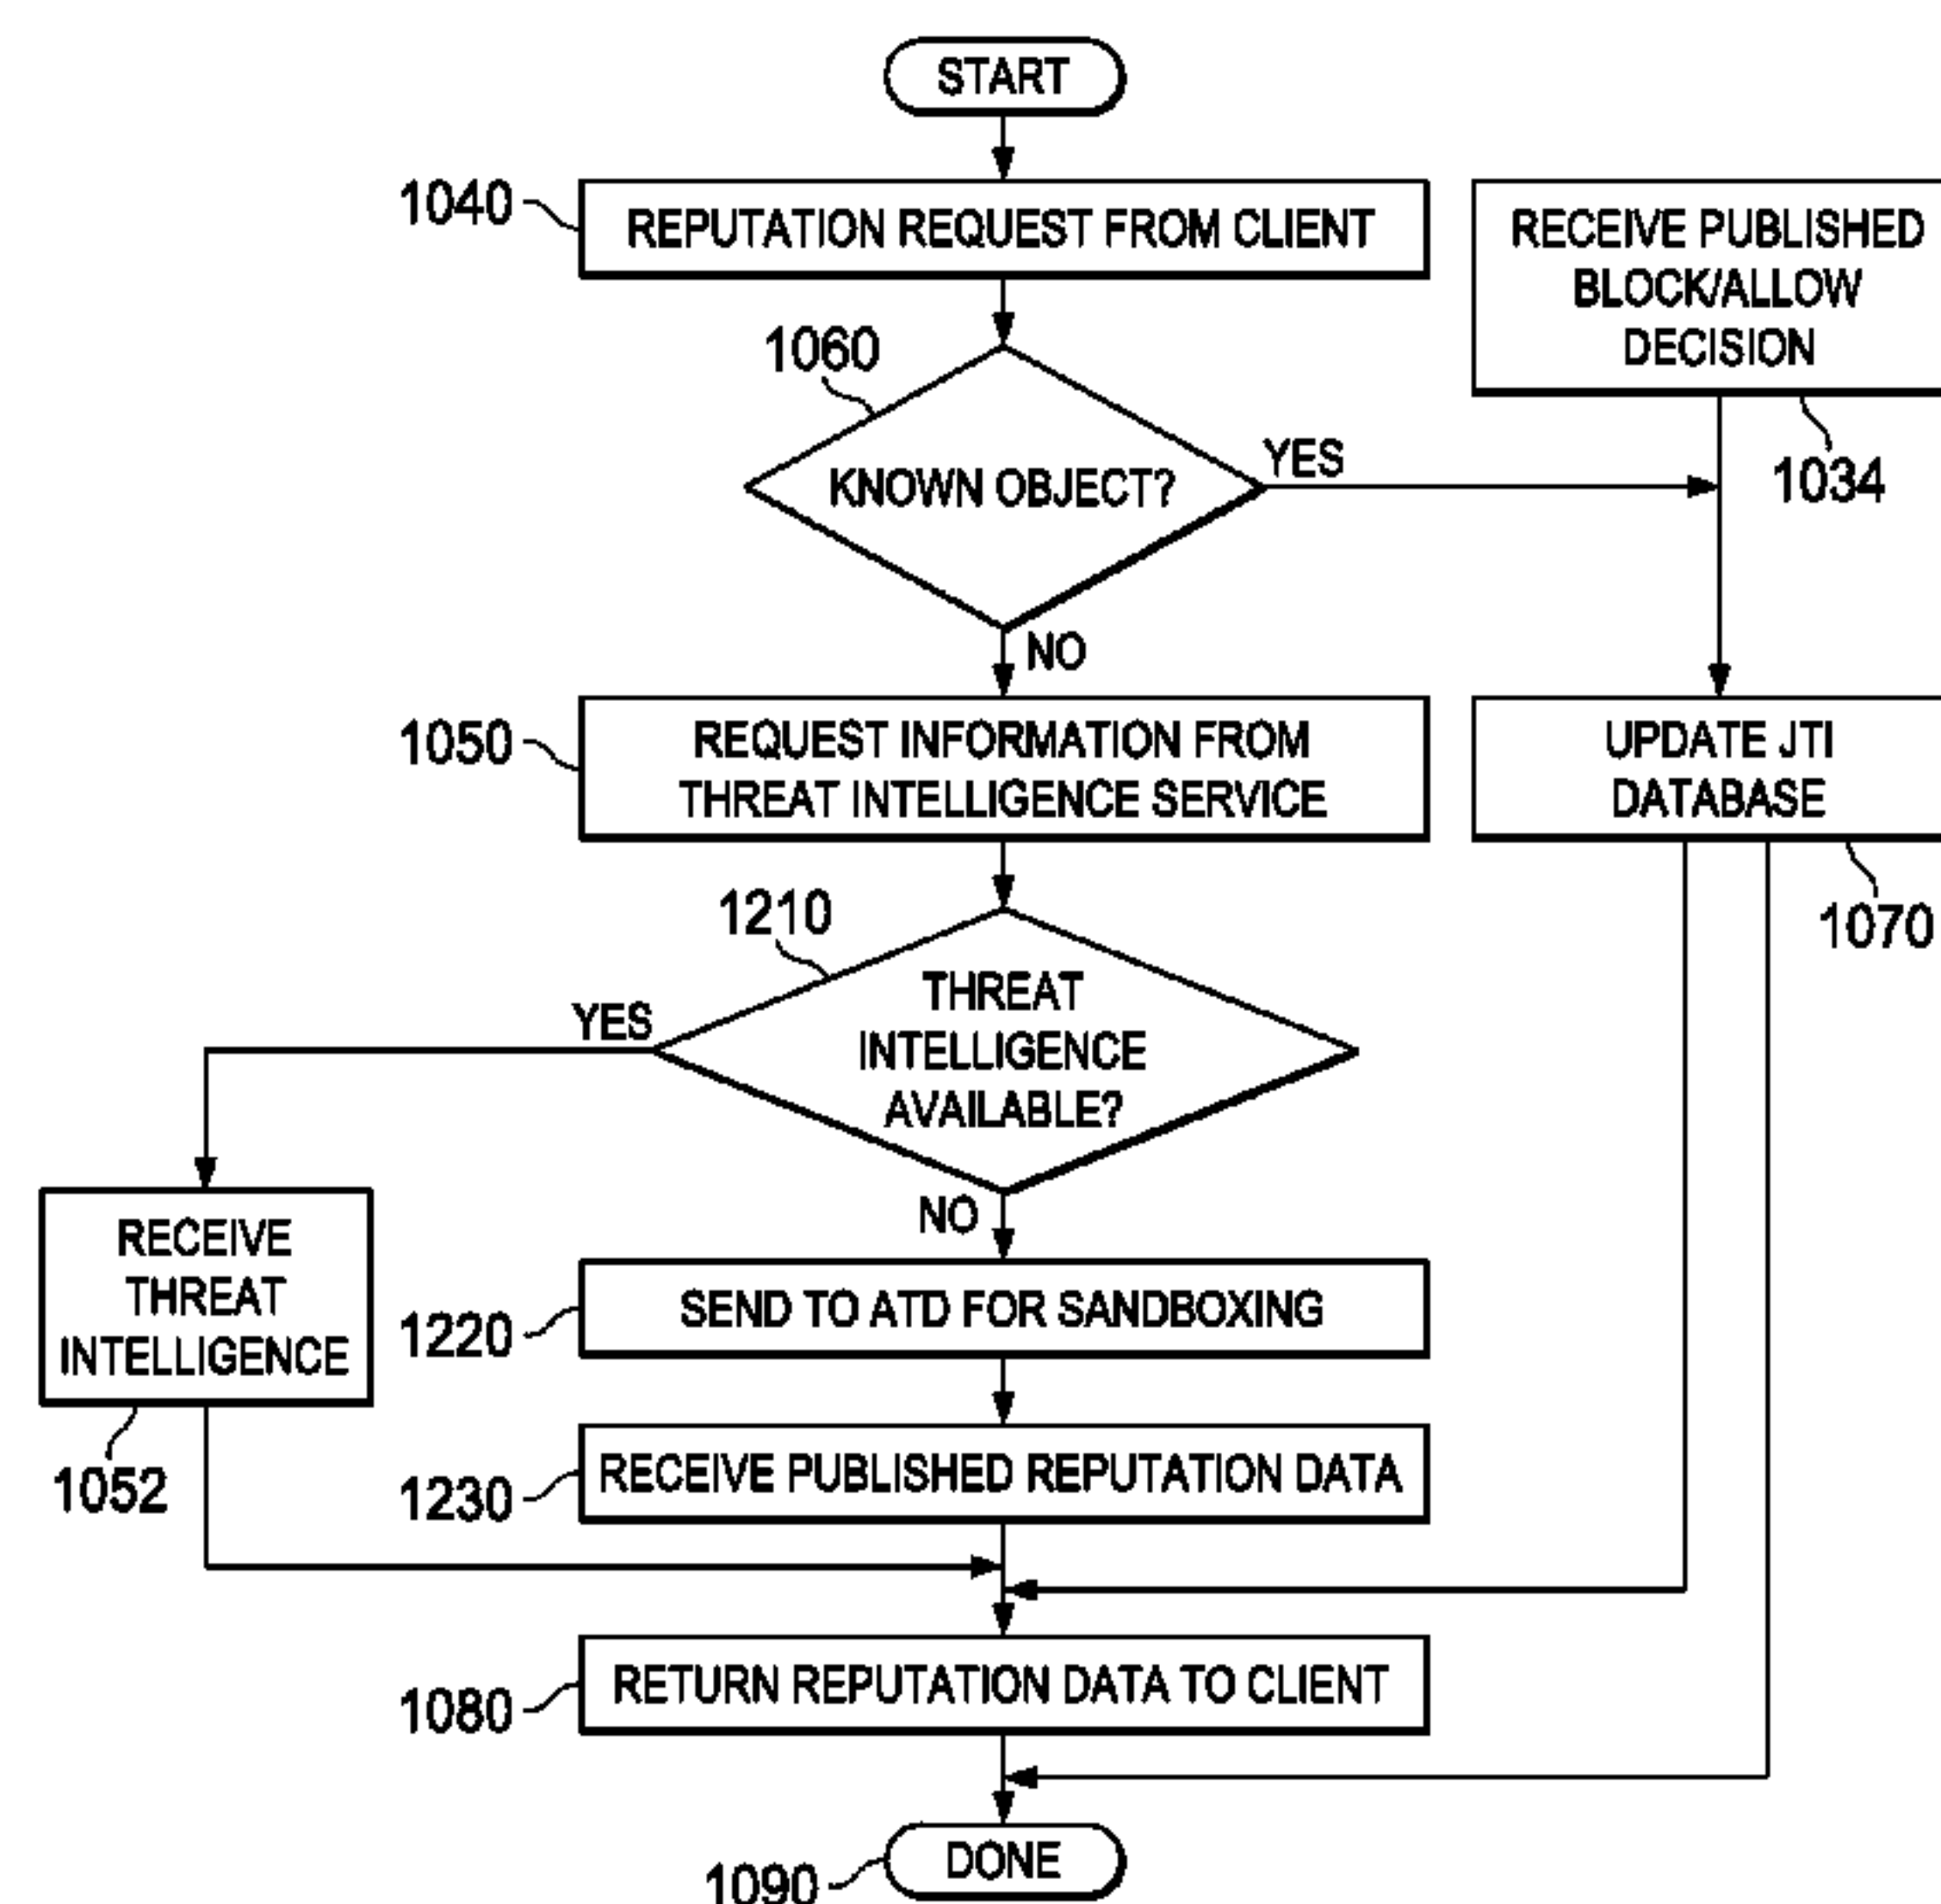 START
1040
REPUTATION REQUEST FROM CLIENT
RECEIVE PUBLISHED
BLOCK/ALLOW
DECISION
1034
1060
KNOWN OBJECT?
YES
NO
1050
REQUEST INFORMATION FROM
THREAT INTELLIGENCE SERVICE
UPDATE JTI
DATABASE
1070
1210
THREAT
INTELLIGENCE
AVAILABLE?
YES
NO
RECEIVE
THREAT
INTELLIGENCE
1052
1220
SEND TO ATD FOR SANDBOXING
1230
RECEIVE PUBLISHED REPUTATION DATA
1080
RETURN REPUTATION DATA TO CLIENT
1090
DONE